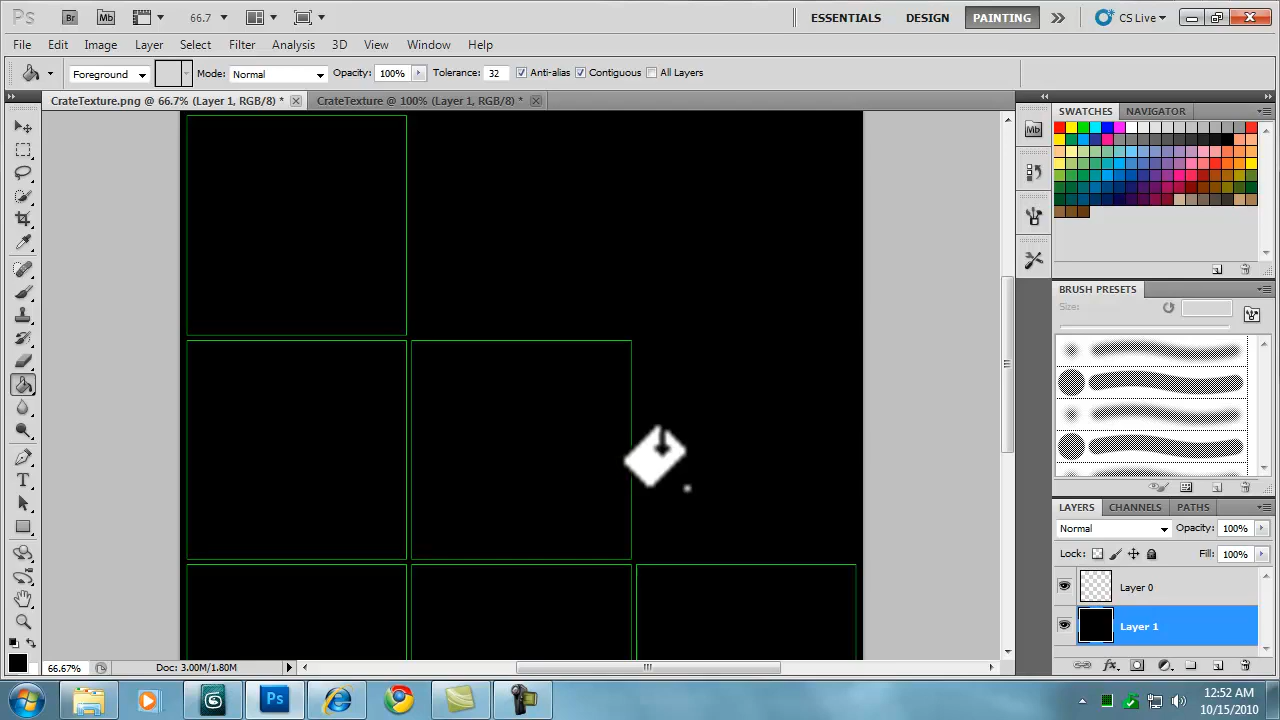 Ps Br Mb 66.7 ESSENTIALS DESIGN PAINTING CS Live
File Edit Image Layer Select Filter Analysis 3D View Window Help
Foreground Mode: Normal Opacity: 100% Tolerance: 32 Anti-alias Contiguous All Layers
CrateTexture.png @ 66.7% (Layer 1, RGB/8) * CrateTexture @ 100% (Layer 1, RGB/8) *
SWATCHES NAVIGATOR
Mb
BRUSH PRESETS
Size:
LAYERS CHANNELS PATHS
Normal Opacity: 100%
Lock: Fill: 100%
Layer 0
Layer 1
T
66.67% Doc: 3.00M/1.80M
Ps
12:52 AM
10/15/2010